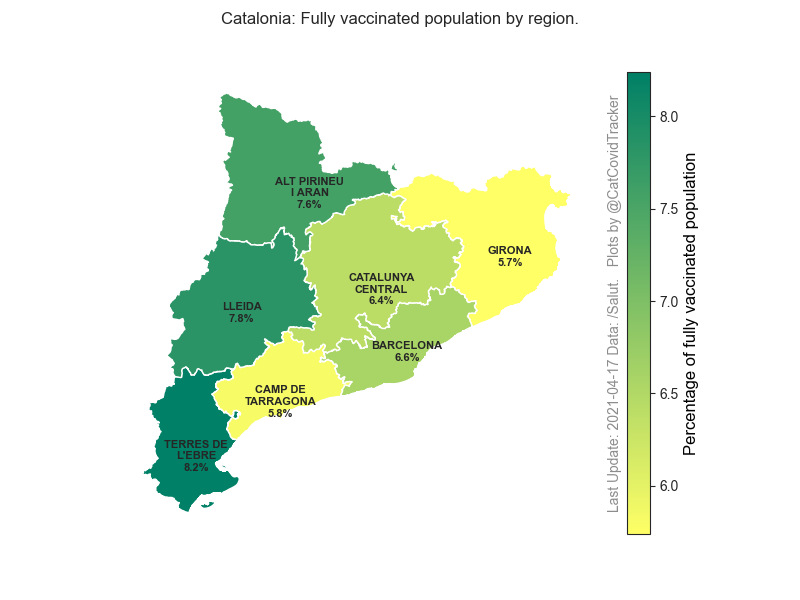 Catalonia: Fully vaccinated population by region.
ALT PIRINEU
I ARAN
7.6%
GIRONA
5.7%
CATALUNYA
CENTRAL
6.4%
LLEIDA
7.8%
BARCELONA
6.6%
CAMP DE
TARRAGONA
5.8%
TERRES DE
L'EBRE
8.2%
Last Update: 2021-04-17 Data: /Salut. Plots by @CatCovidTracker
8.0
7.5
7.0
6.5
6.0
Percentage of fully vaccinated population